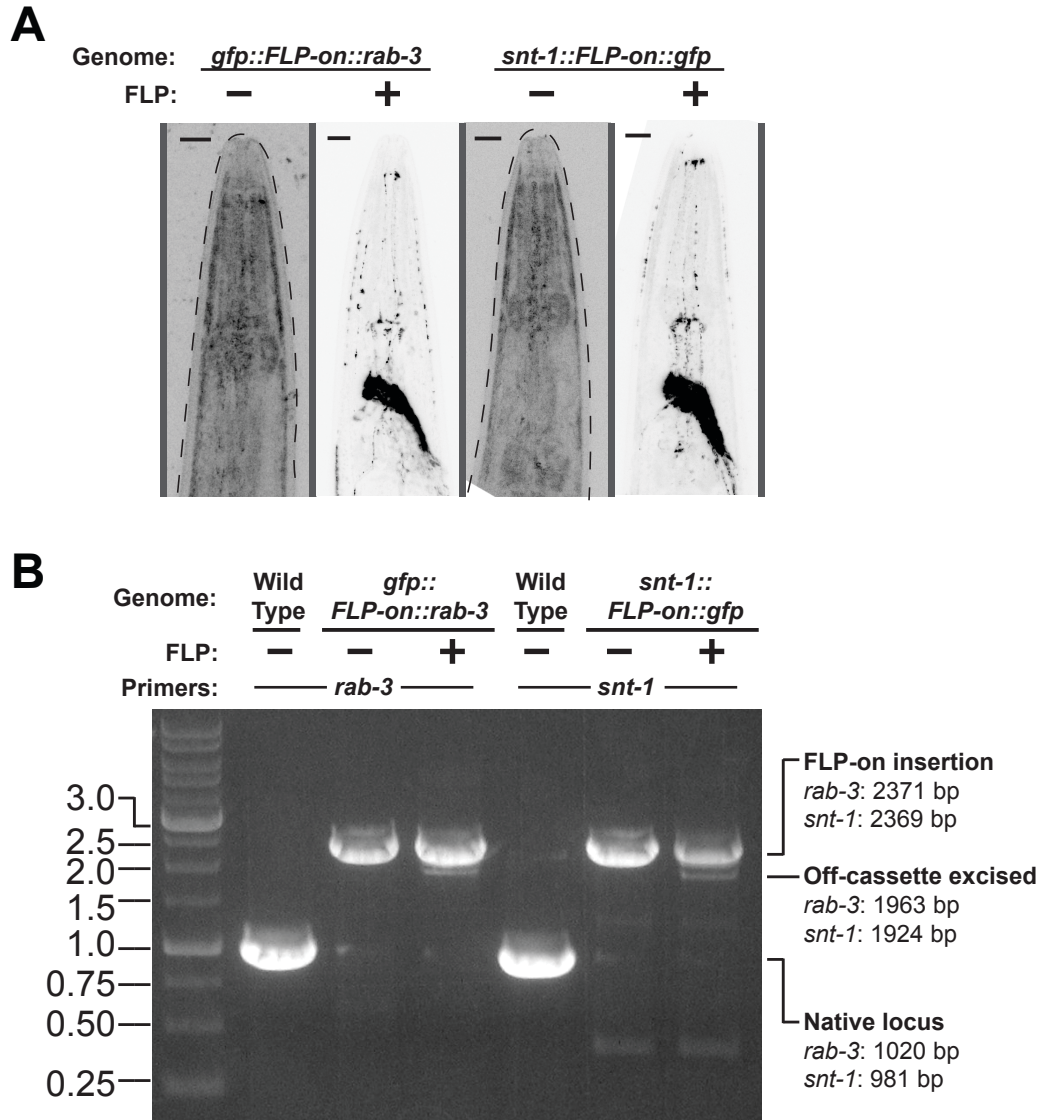 A
Genome: gfp::FLP-on::rab-3 snt-1::FLP-on::gfp
FLP: − + − +
B
Genome: Wild Type gfp:: FLP-on::rab-3 Wild Type snt-1:: FLP-on::gfp
FLP: − − + − − +
Primers: rab-3 snt-1
3.0
2.5
2.0
1.5
1.0
0.75
0.50
0.25
FLP-on insertion
rab-3: 2371 bp
snt-1: 2369 bp
Off-cassette excised
rab-3: 1963 bp
snt-1: 1924 bp
Native locus
rab-3: 1020 bp
snt-1: 981 bp